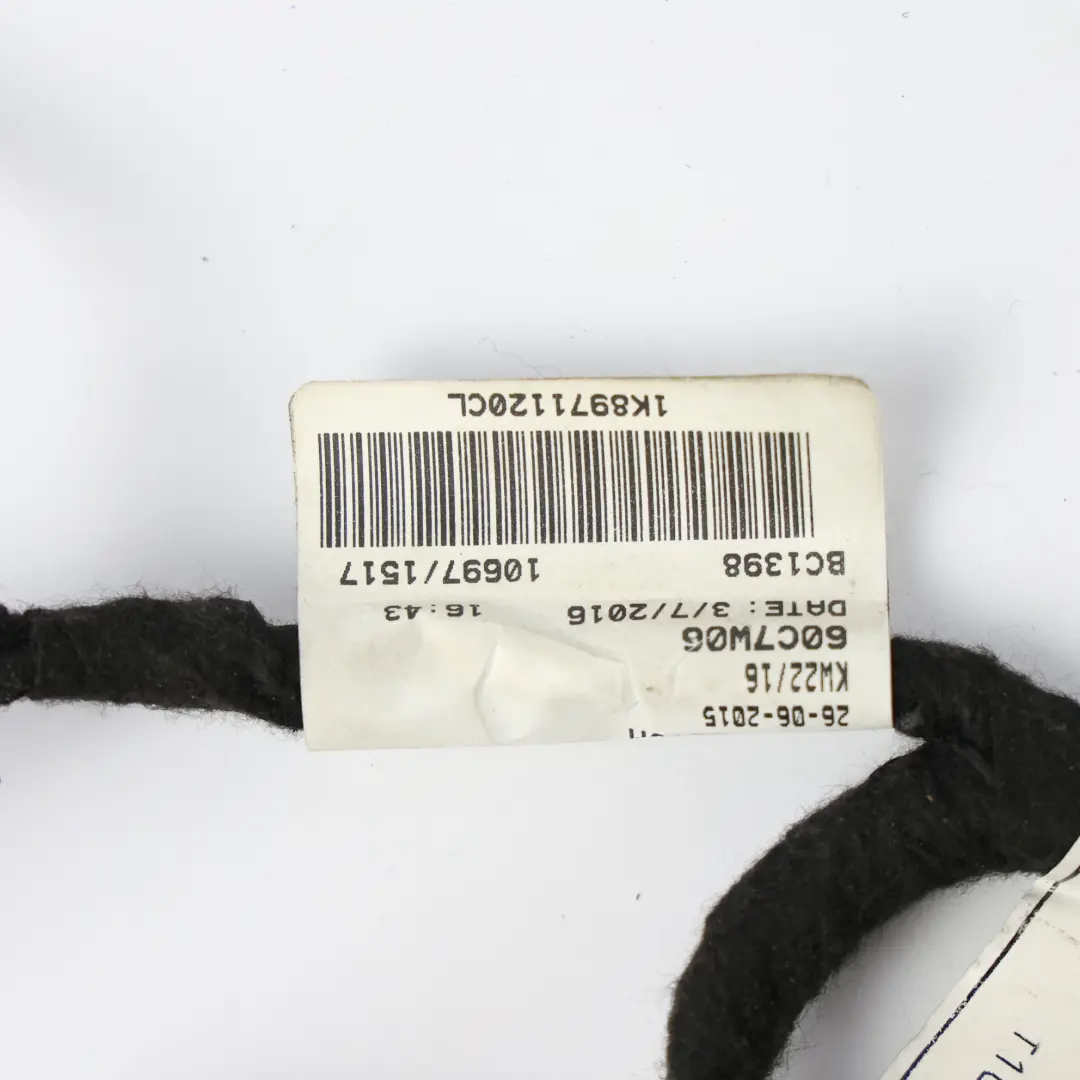 26-06-2015
KW22/16
60C7W06
DATE: 3/7/2016 16:43
BC1398 10697/1517
1K8971120CL